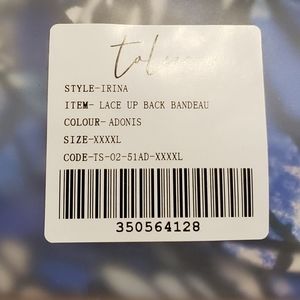 STYLE-IRINA
ITEM- LACE UP BACK BANDEAU
COLOUR- ADONIS
SIZE-XXXXL
CODE-TS-02-51AD-XXXXL
350564128